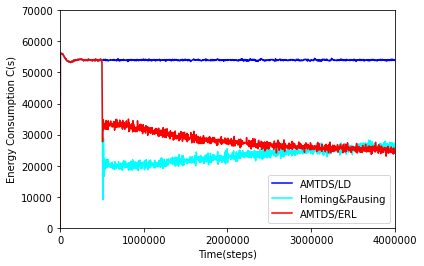 70000
60000
50000
40000
30000
20000
10000
0
Energy Consumption C(s)
0 1000000 2000000 3000000 4000000
Time(steps)
AMTDS/LD
Homing&Pausing
AMTDS/ERL